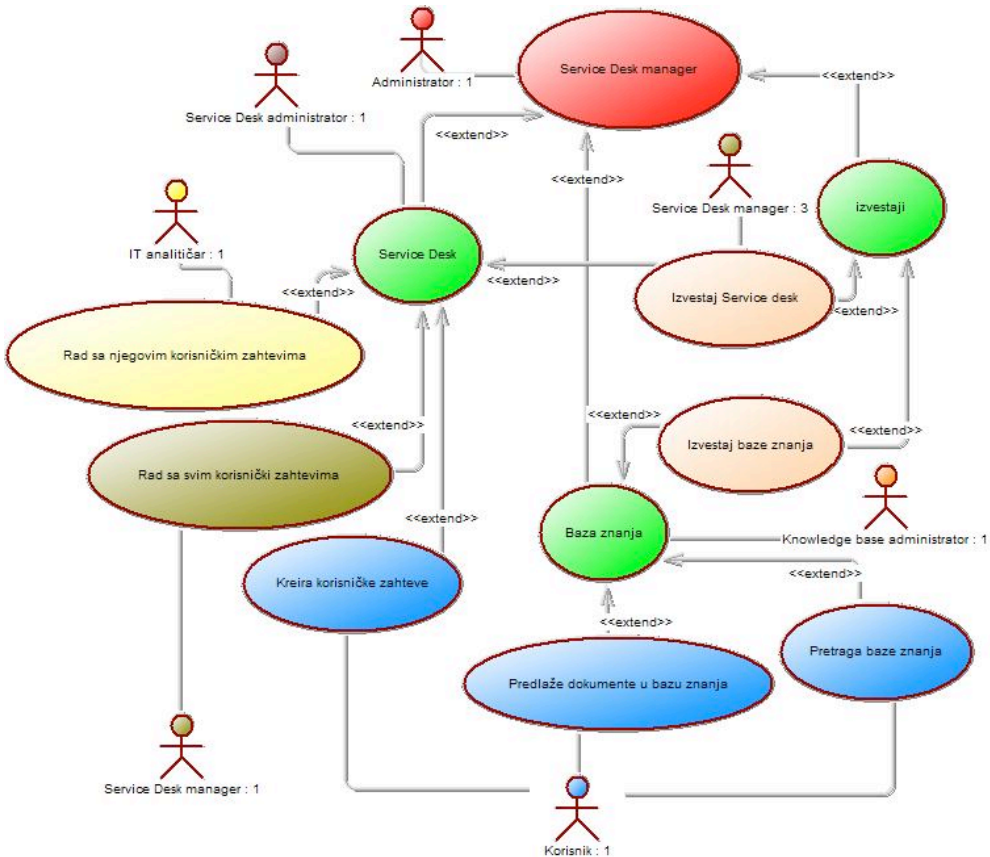 Service Desk manager
Administrator : 1
<<extend>>
Service Desk administrator : 1
<<extend>>
<<extend>>
Service Desk manager : 3
izvestaji
IT analitičar : 1
Service Desk
<<extend>>
<<extend>>
Izvestaj Service desk
<<extend>>
<<extend>>
Rad sa njegovim korisničkim zahtevima
<<extend>>
<<extend>>
Izvestaj baze znanja
Rad sa svim korisnički zahtevima
<<extend>>
Baza znanja
Knowledge base administrator : 1
<<extend>>
Kreira korisničke zahteve
<<extend>>
Pretraga baze znanja
Predlaže dokumente u bazu znanja
Service Desk manager : 1
Korisnik : 1